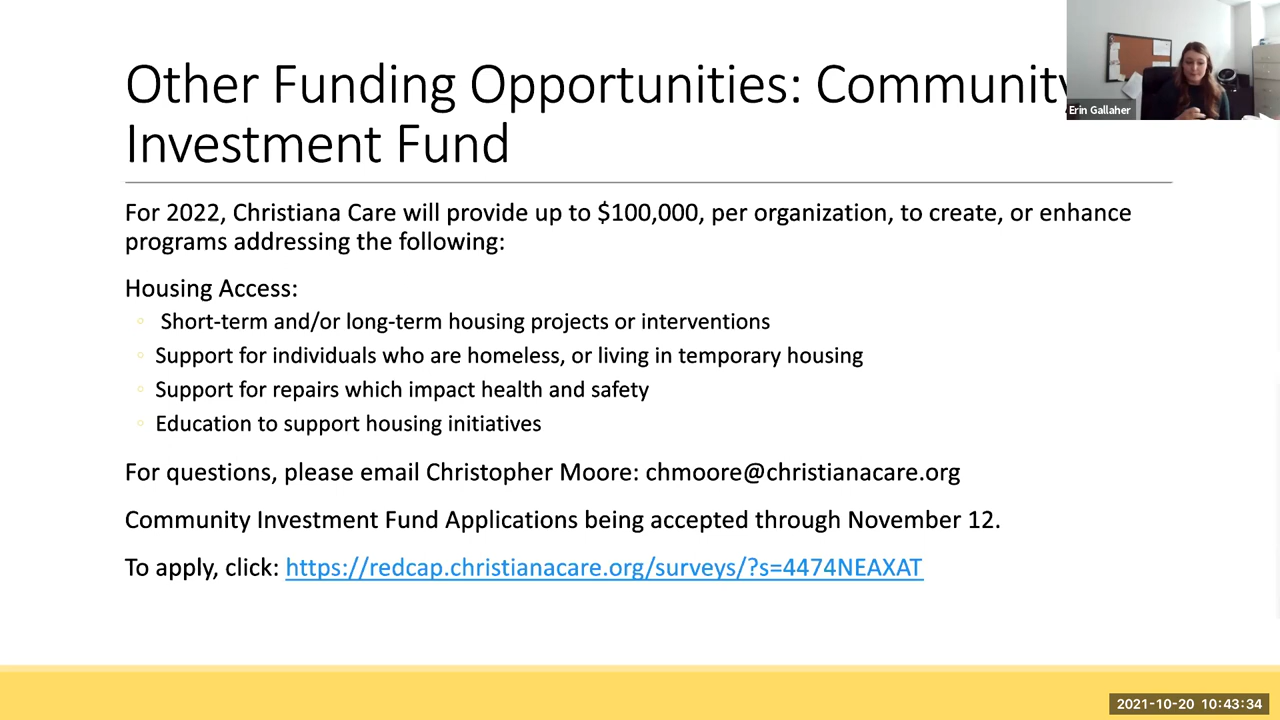 Other Funding Opportunities: Community
Investment Fund
Erin Gallaher
For 2022, Christiana Care will provide up to $100,000, per organization, to create, or enhance
programs addressing the following:
Housing Access:
Short-term and/or long-term housing projects or interventions
Support for individuals who are homeless, or living in temporary housing
Support for repairs which impact health and safety
Education to support housing initiatives
For questions, please email Christopher Moore: chmoore@christianacare.org
Community Investment Fund Applications being accepted through November 12.
To apply, click: https://redcap.christianacare.org/surveys/?s=4474NEAXAT
2021-10-20 10:43:34